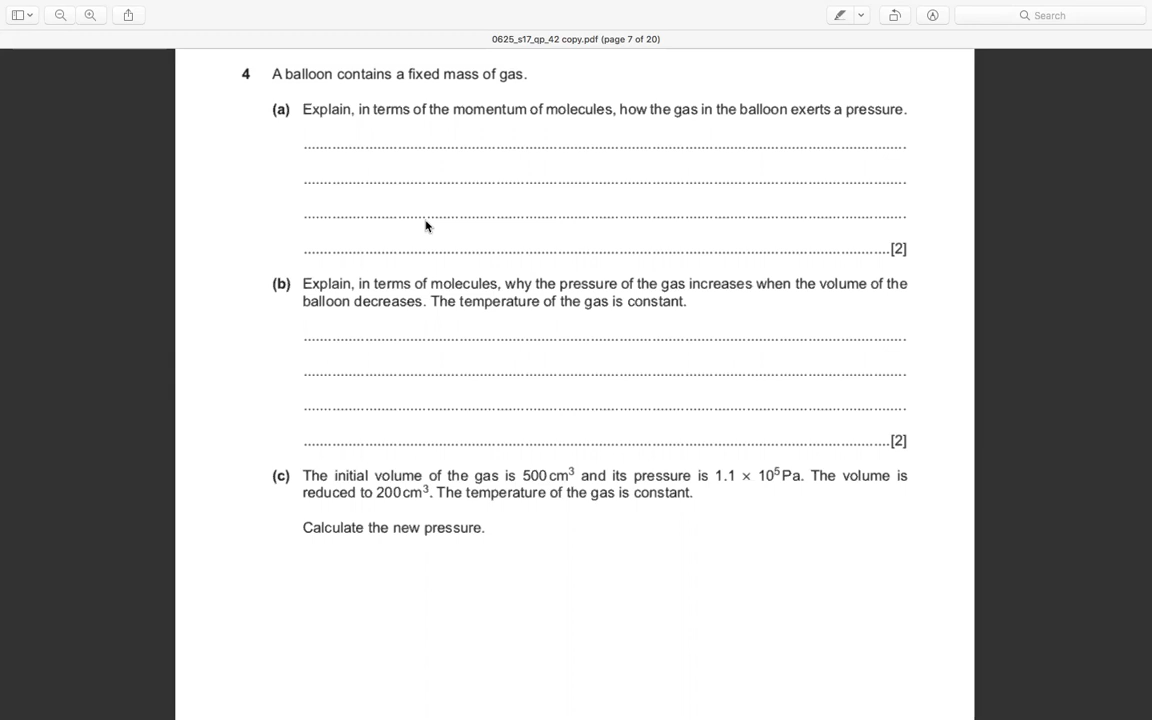 Search
0625_s17_qp_42 copy.pdf (page 7 of 20)
4 A balloon contains a fixed mass of gas.
(a) Explain, in terms of the momentum of molecules, how the gas in the balloon exerts a pressure.
..........................................................................................................................................
..........................................................................................................................................
..........................................................................................................................................
......................................................................................................................................[2]
(b) Explain, in terms of molecules, why the pressure of the gas increases when the volume of the
balloon decreases. The temperature of the gas is constant.
..........................................................................................................................................
..........................................................................................................................................
..........................................................................................................................................
......................................................................................................................................[2]
(c) The initial volume of the gas is 500 cm³ and its pressure is 1.1 × 10⁵ Pa. The volume is
reduced to 200 cm³. The temperature of the gas is constant.
Calculate the new pressure.